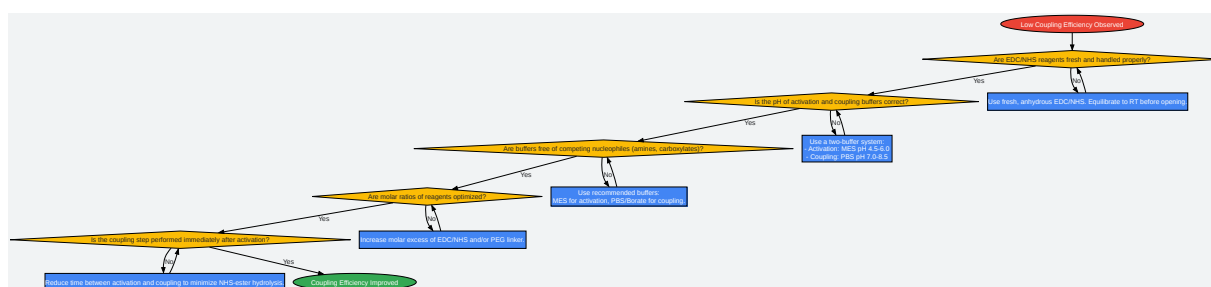 Low Coupling Efficiency Observed
Are EDC/NHS reagents fresh and handled properly?
Yes
No
Is the pH of activation and coupling buffers correct?
Use fresh, anhydrous EDC/NHS. Equilibrate to RT before opening.
Yes
No
Use a two-buffer system:
- Activation: MES pH 4.5-6.0
- Coupling: PBS pH 7.0-8.5
Are buffers free of competing nucleophiles (amines, carboxylates)?
Yes
No
Use recommended buffers:
MES for activation, PBS/Borate for coupling.
Are molar ratios of reagents optimized?
Yes
No
Increase molar excess of EDC/NHS and/or PEG linker.
Is the coupling step performed immediately after activation?
No
Yes
Reduce time between activation and coupling to minimize NHS-ester hydrolysis.
Coupling Efficiency Improved